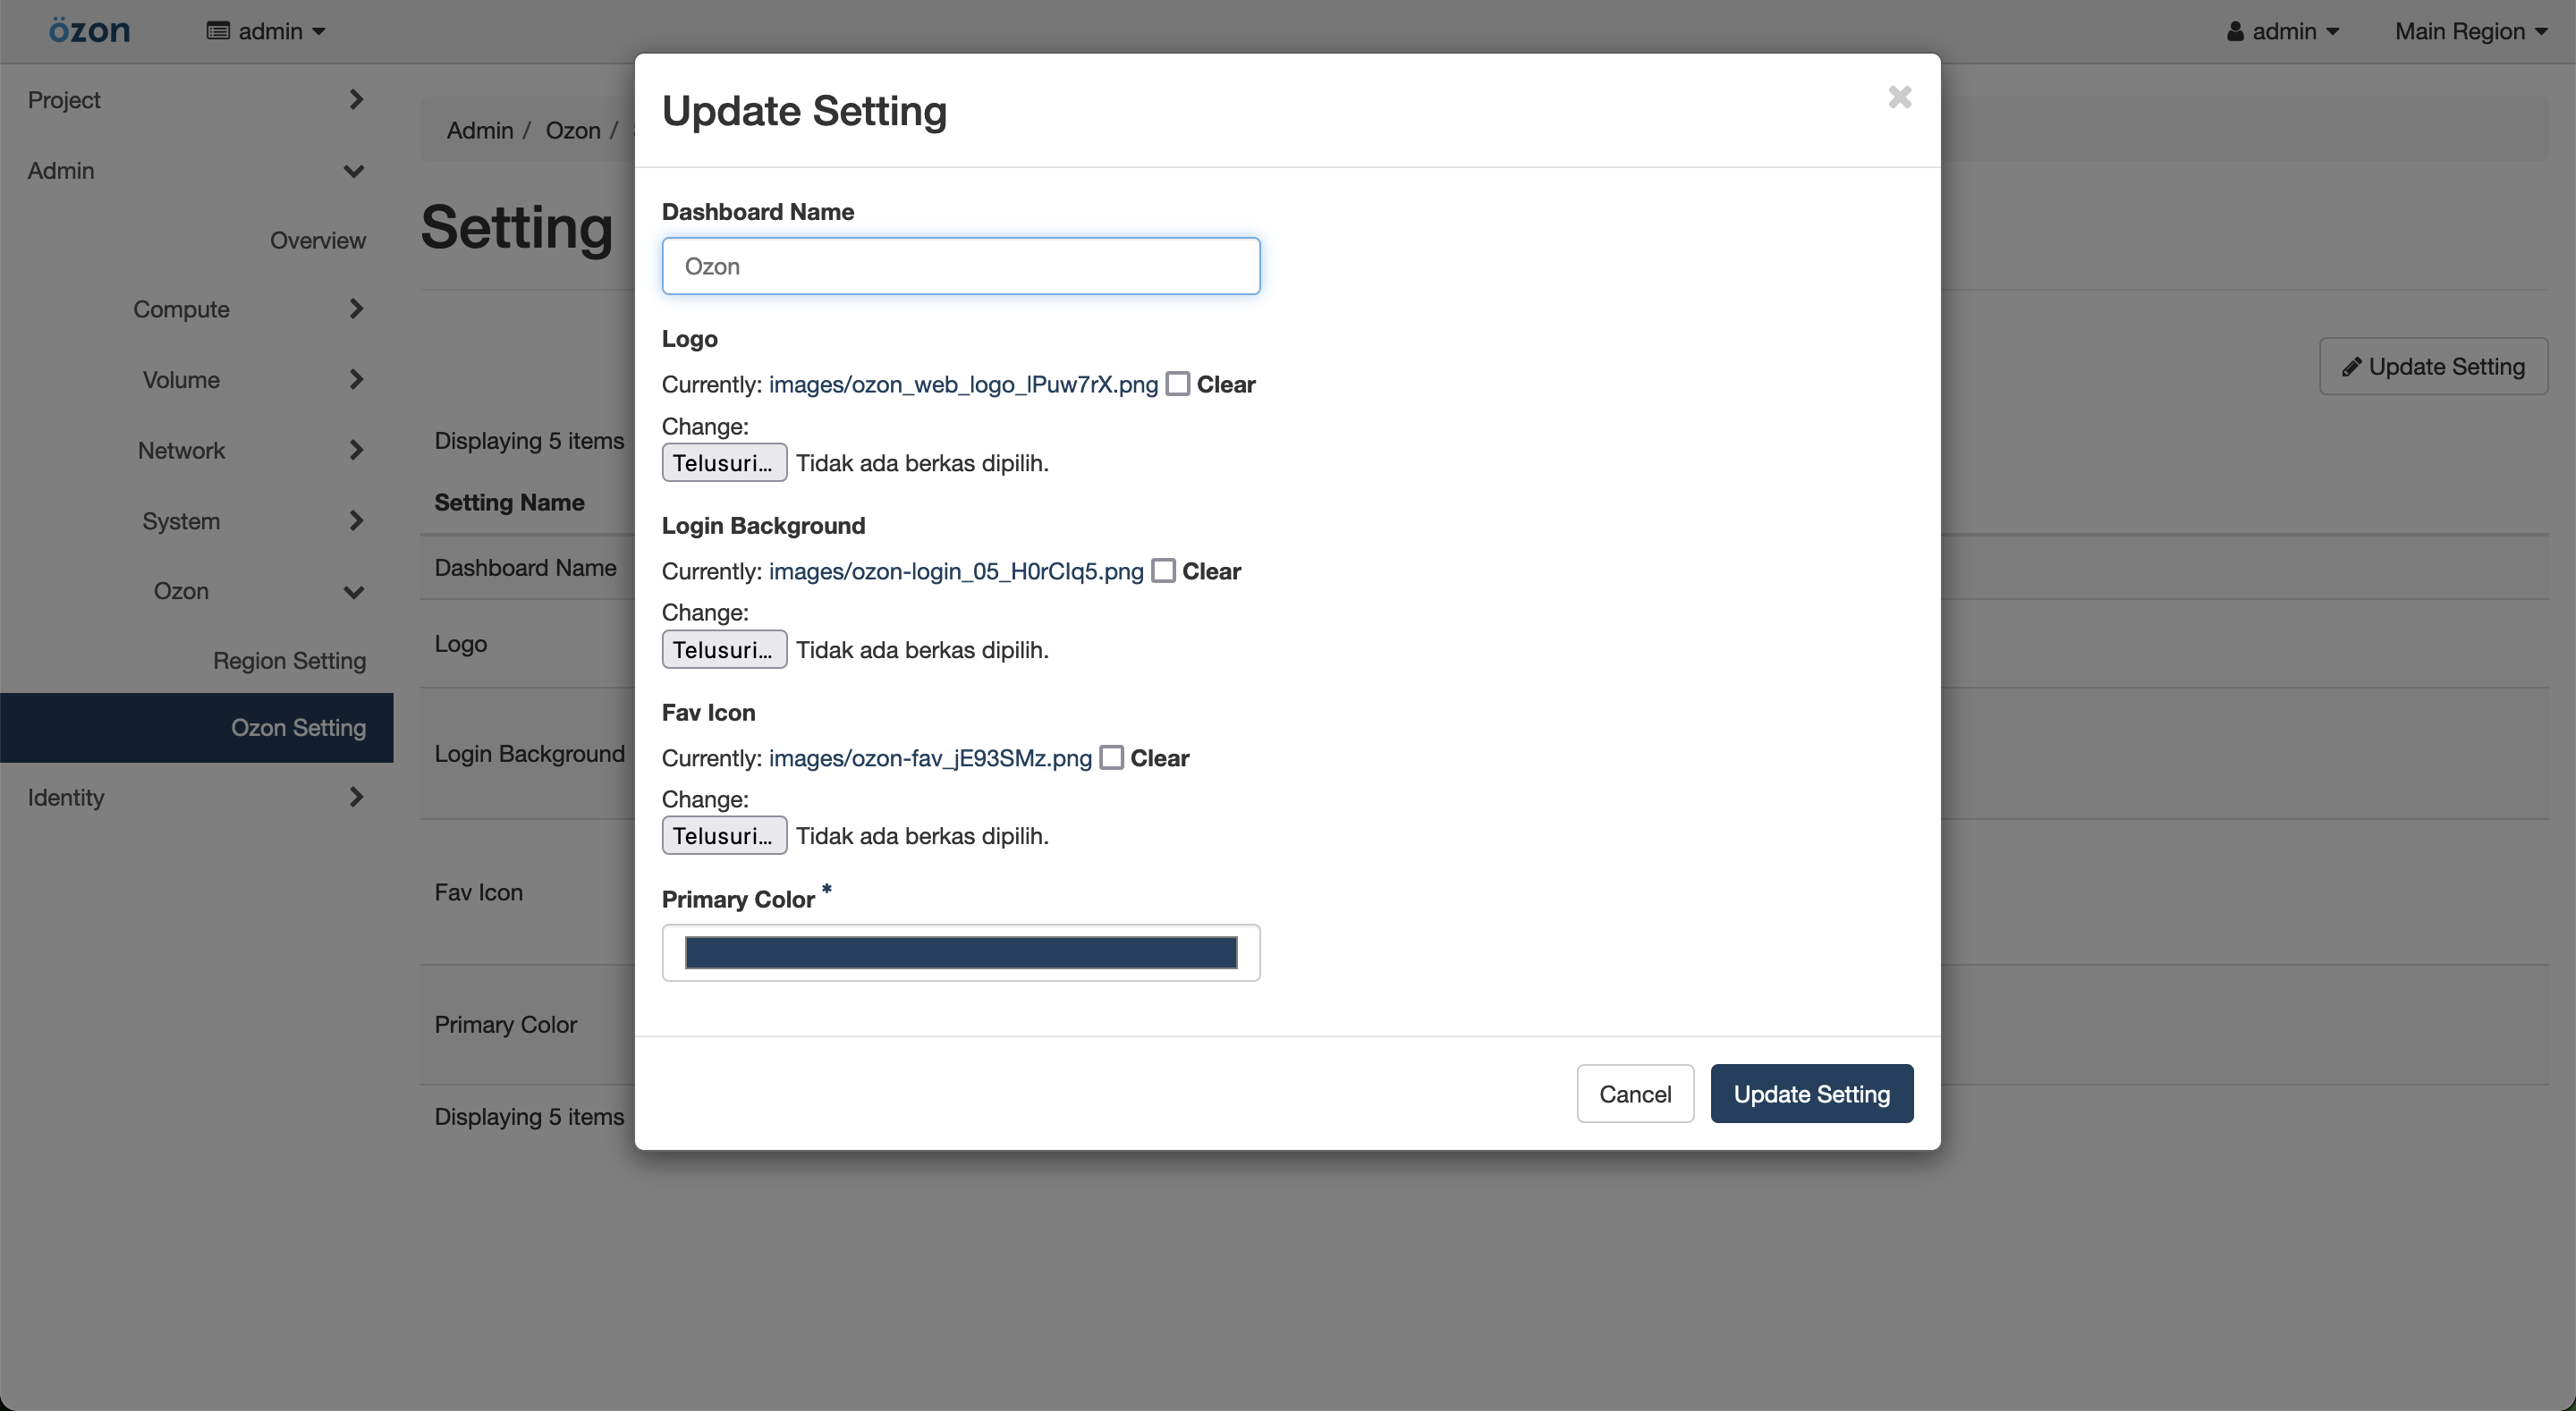 özon
admin
admin
Main Region
Project
Admin
Overview
Compute
Volume
Network
System
Ozon
Region Setting
Ozon Setting
Identity
Admin / Ozon /
Setting
Update Setting
Displaying 5 items
Setting Name
Dashboard Name
Logo
Login Background
Fav Icon
Primary Color
Displaying 5 items
Update Setting
Dashboard Name
Ozon
Logo
Currently: images/ozon_web_logo_lPuw7rX.png Clear
Change:
Telusuri... Tidak ada berkas dipilih.
Login Background
Currently: images/ozon-login_05_H0rCIq5.png Clear
Change:
Telusuri... Tidak ada berkas dipilih.
Fav Icon
Currently: images/ozon-fav_jE93SMz.png Clear
Change:
Telusuri... Tidak ada berkas dipilih.
Primary Color *
Cancel
Update Setting